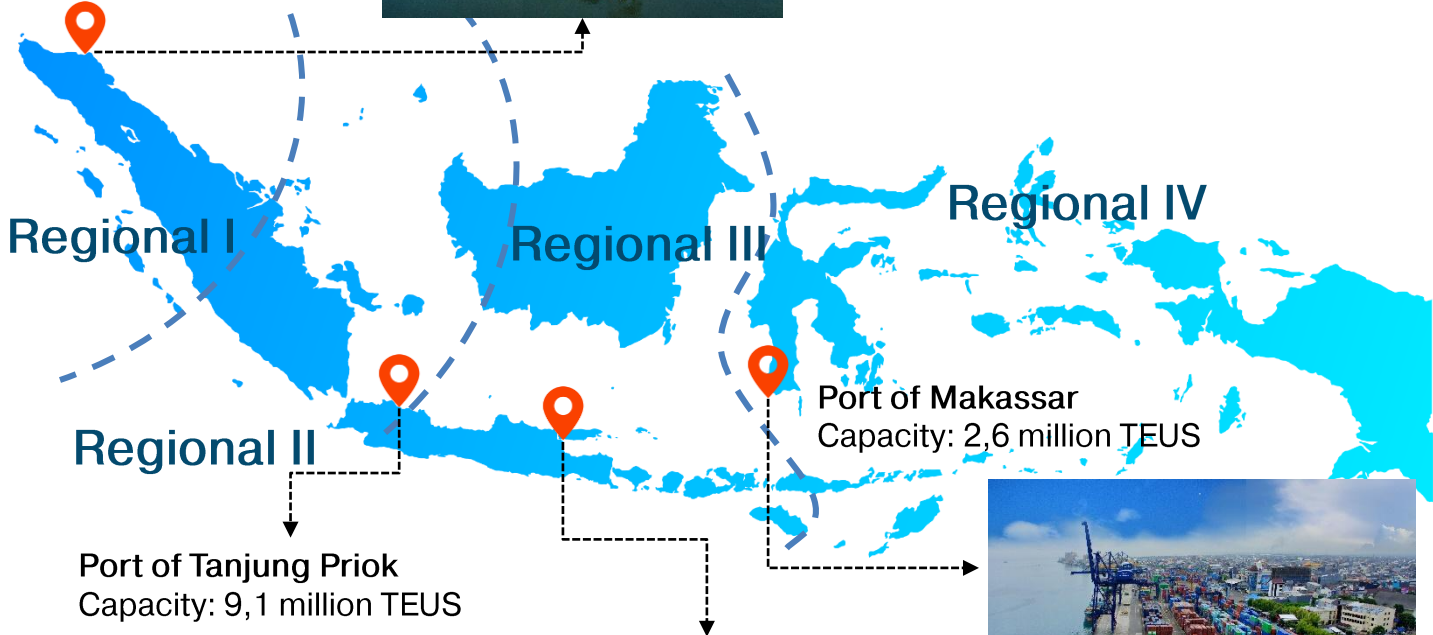 Regional I
Regional III
Regional IV
Regional II
Port of Makassar
Capacity: 2,6 million TEUS
Port of Tanjung Priok
Capacity: 9,1 million TEUS